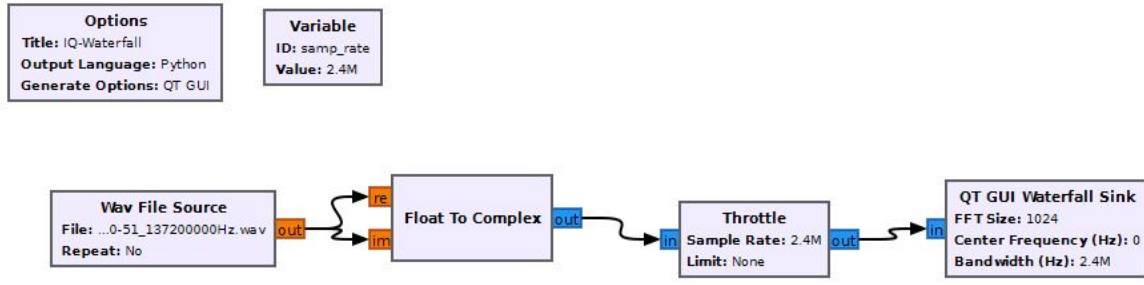 Options
Title: IQ-Waterfall
Output Language: Python
Generate Options: QT GUI
Variable
ID: samp_rate
Value: 2.4M
Wav File Source
File: ...0-51_137200000Hz.wav
Repeat: No
out
re
im
Float To Complex
out
in
Throttle
Sample Rate: 2.4M
Limit: None
out
in
QT GUI Waterfall Sink
FFT Size: 1024
Center Frequency (Hz): 0
Bandwidth (Hz): 2.4M